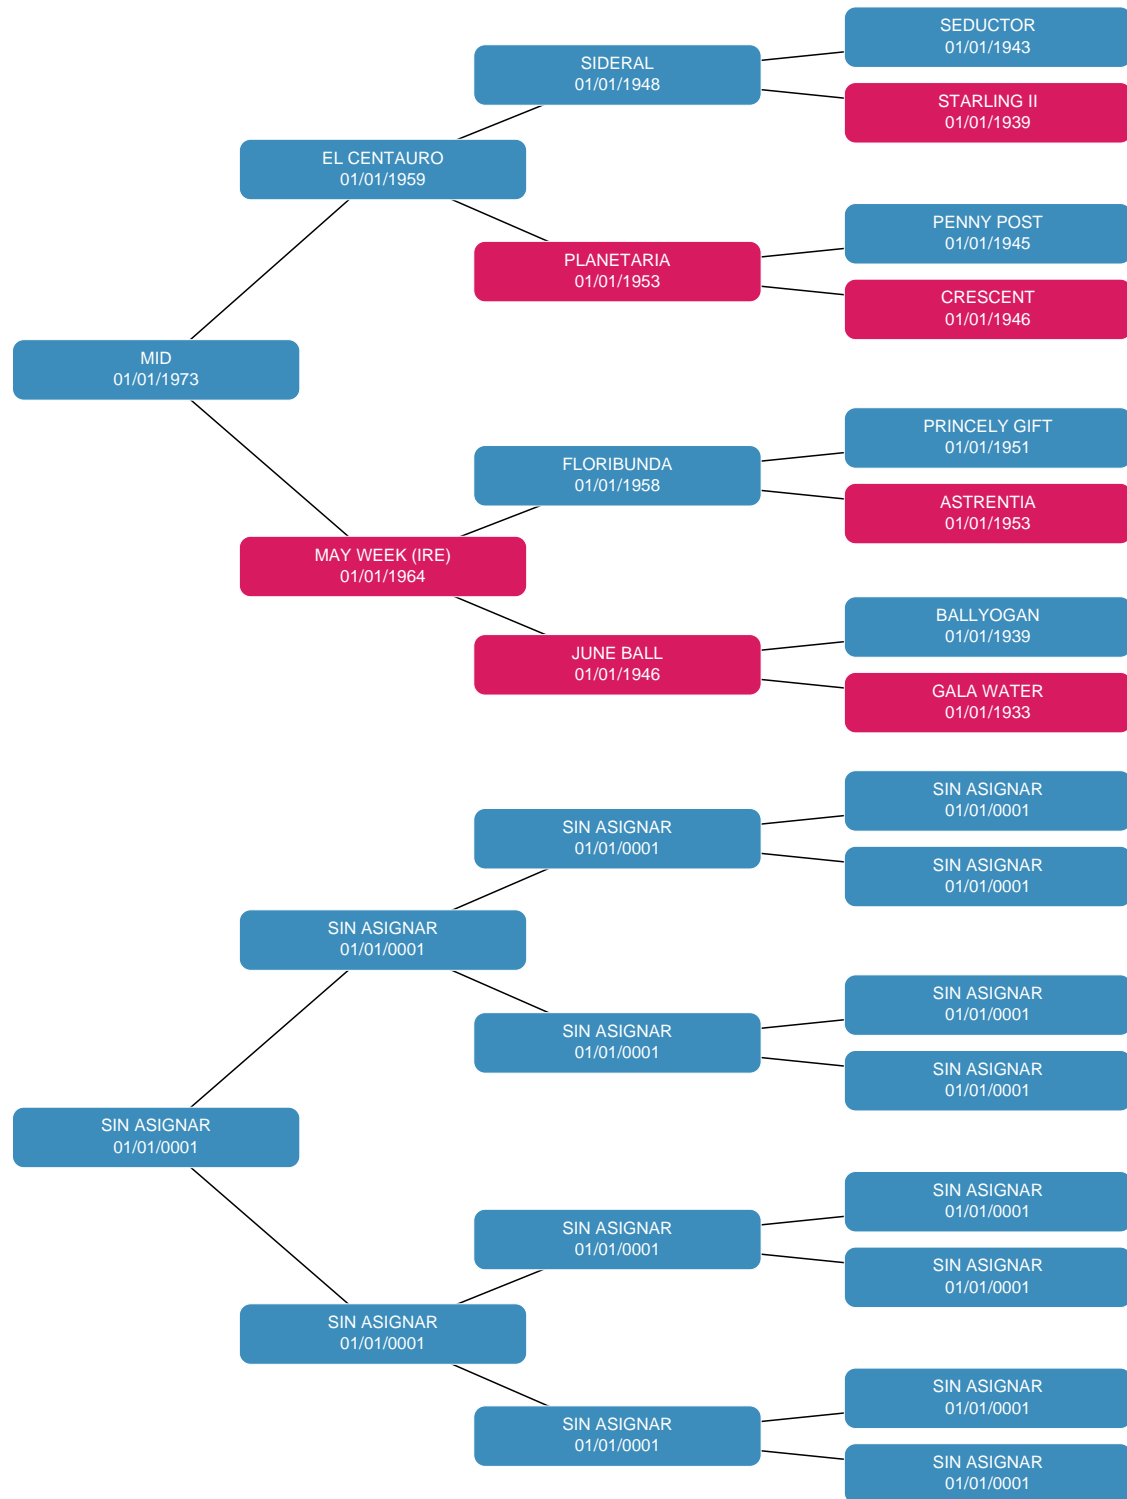 SEDUCTOR
01/01/1943
SIDERAL
01/01/1948
STARLING II
01/01/1939
EL CENTAURO
01/01/1959
PENNY POST
01/01/1945
PLANETARIA
01/01/1953
CRESCENT
01/01/1946
MID
01/01/1973
PRINCELY GIFT
01/01/1951
FLORIBUNDA
01/01/1958
ASTRENTIA
01/01/1953
MAY WEEK (IRE)
01/01/1964
BALLYOGAN
01/01/1939
JUNE BALL
01/01/1946
GALA WATER
01/01/1933
SIN ASIGNAR
01/01/0001
SIN ASIGNAR
01/01/0001
SIN ASIGNAR
01/01/0001
SIN ASIGNAR
01/01/0001
SIN ASIGNAR
01/01/0001
SIN ASIGNAR
01/01/0001
SIN ASIGNAR
01/01/0001
SIN ASIGNAR
01/01/0001
SIN ASIGNAR
01/01/0001
SIN ASIGNAR
01/01/0001
SIN ASIGNAR
01/01/0001
SIN ASIGNAR
01/01/0001
SIN ASIGNAR
01/01/0001
SIN ASIGNAR
01/01/0001
SIN ASIGNAR
01/01/0001